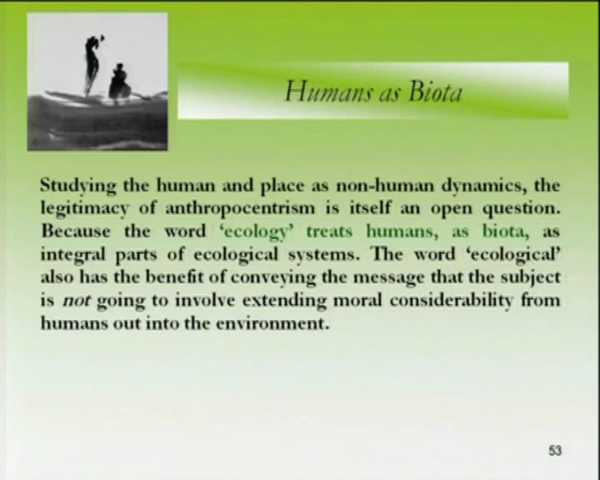 Humans as Biota
Studying the human and place as non-human dynamics, the
legitimacy of anthropocentrism is itself an open question.
Because the word ‘ecology’ treats humans, as biota, as
integral parts of ecological systems. The word ‘ecological’
also has the benefit of conveying the message that the subject
is not going to involve extending moral considerability from
humans out into the environment.
53